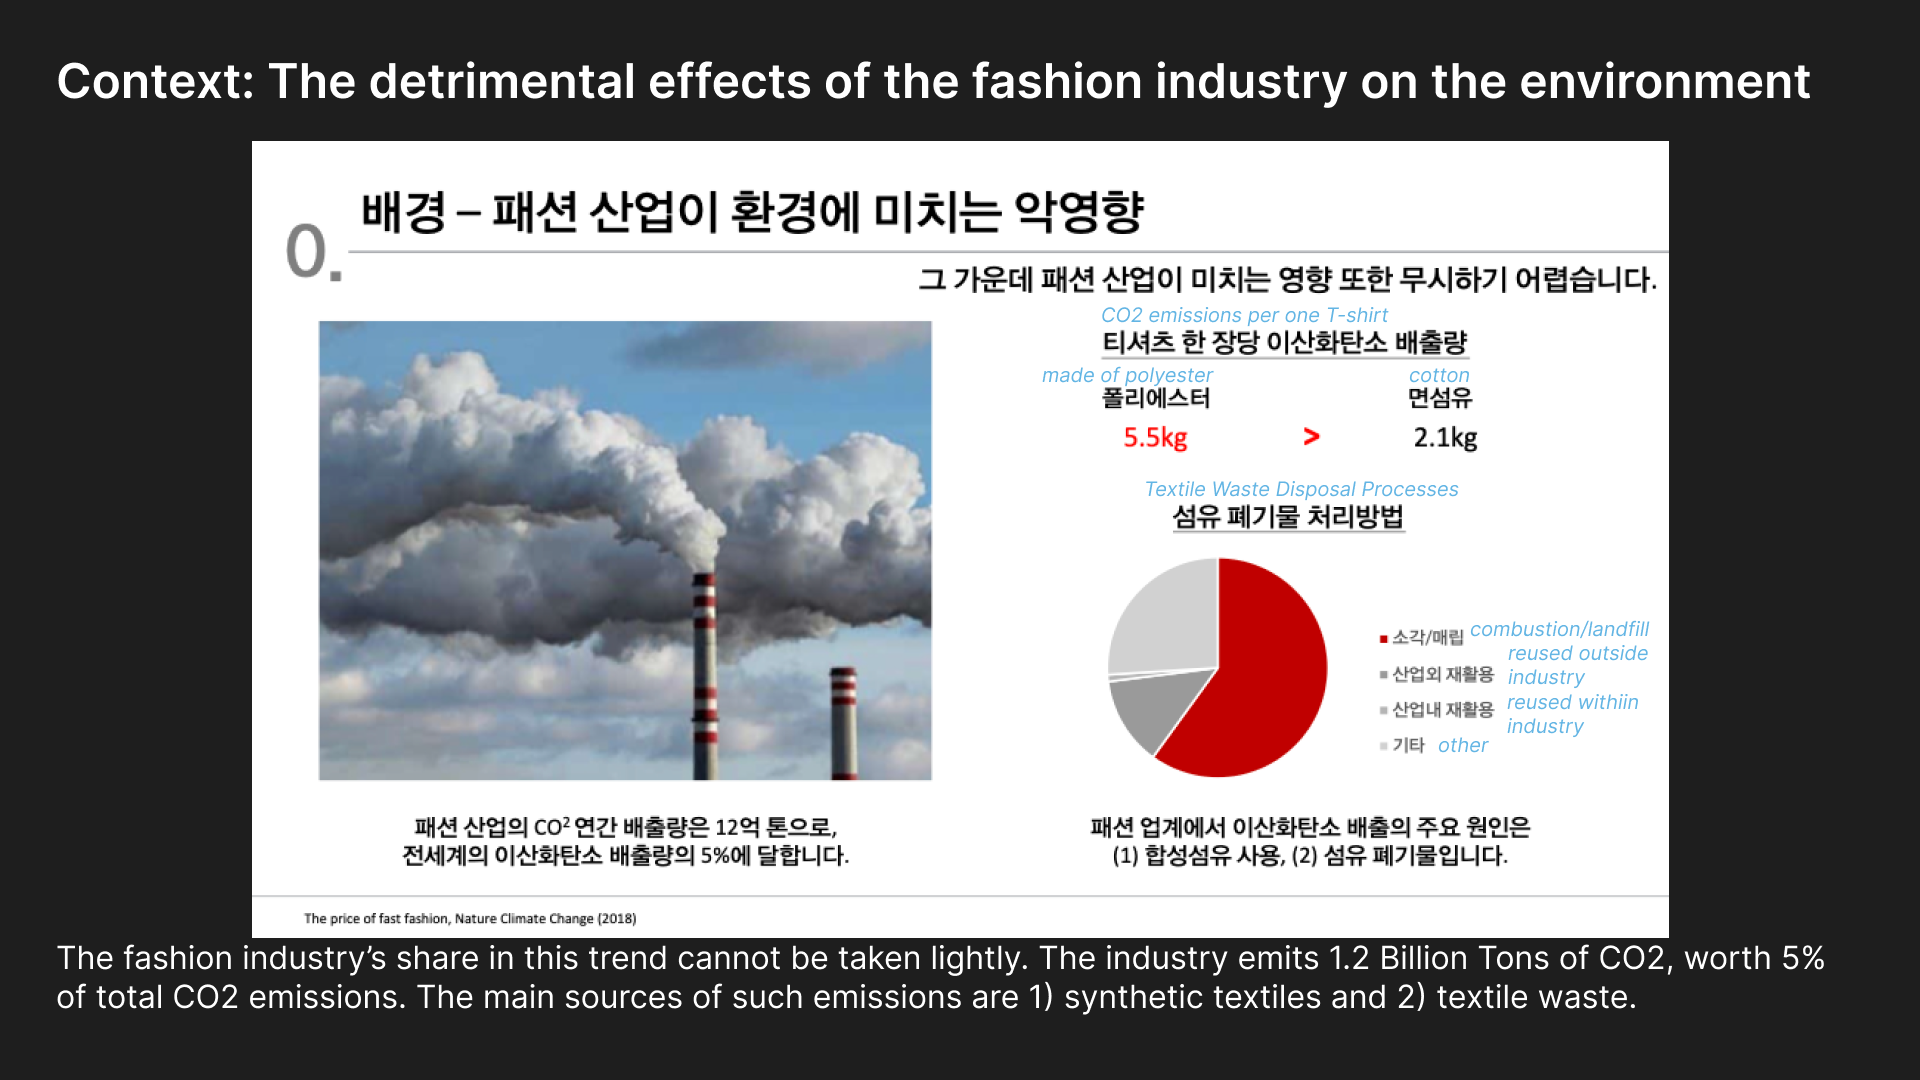 Context: The detrimental effects of the fashion industry on the environment
0.
배경 – 패션 산업이 환경에 미치는 악영향
그 가운데 패션 산업이 미치는 영향 또한 무시하기 어렵습니다.
CO2 emissions per one T-shirt
티셔츠 한 장당 이산화탄소 배출량
made of polyester cotton
폴리에스터 면섬유
5.5kg > 2.1kg
Textile Waste Disposal Processes
섬유 폐기물 처리방법
소각/매립 combustion/landfill
산업외 재활용 reused outside
industry
산업내 재활용 reused withiin
industry
기타 other
패션 산업의 CO² 연간 배출량은 12억 톤으로,
전세계의 이산화탄소 배출량의 5%에 달합니다.
패션 업계에서 이산화탄소 배출의 주요 원인은
(1) 합성섬유 사용, (2) 섬유 폐기물입니다.
The price of fast fashion, Nature Climate Change (2018)
The fashion industry’s share in this trend cannot be taken lightly. The industry emits 1.2 Billion Tons of CO2, worth 5%
of total CO2 emissions. The main sources of such emissions are 1) synthetic textiles and 2) textile waste.